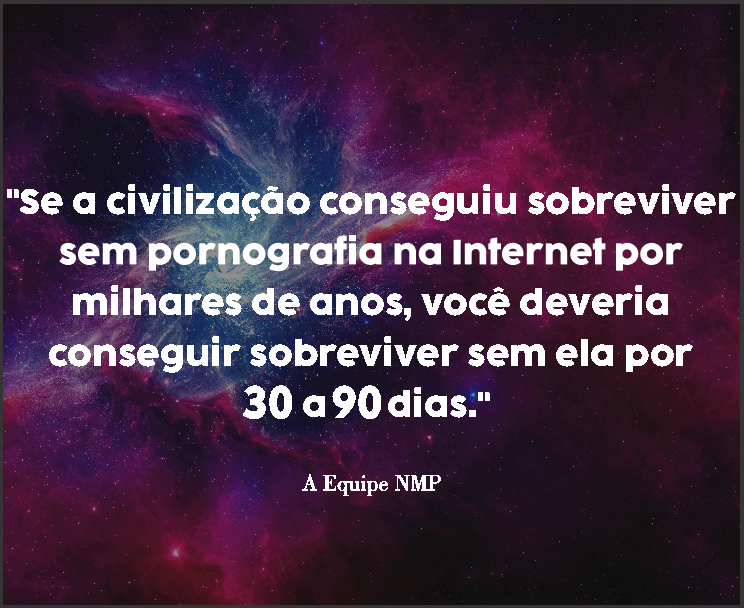 "Se a civilização conseguiu sobreviver
sem pornografia na Internet por
milhares de anos, você deveria
conseguir sobreviver sem ela por
30 a 90 dias."
A Equipe NMP